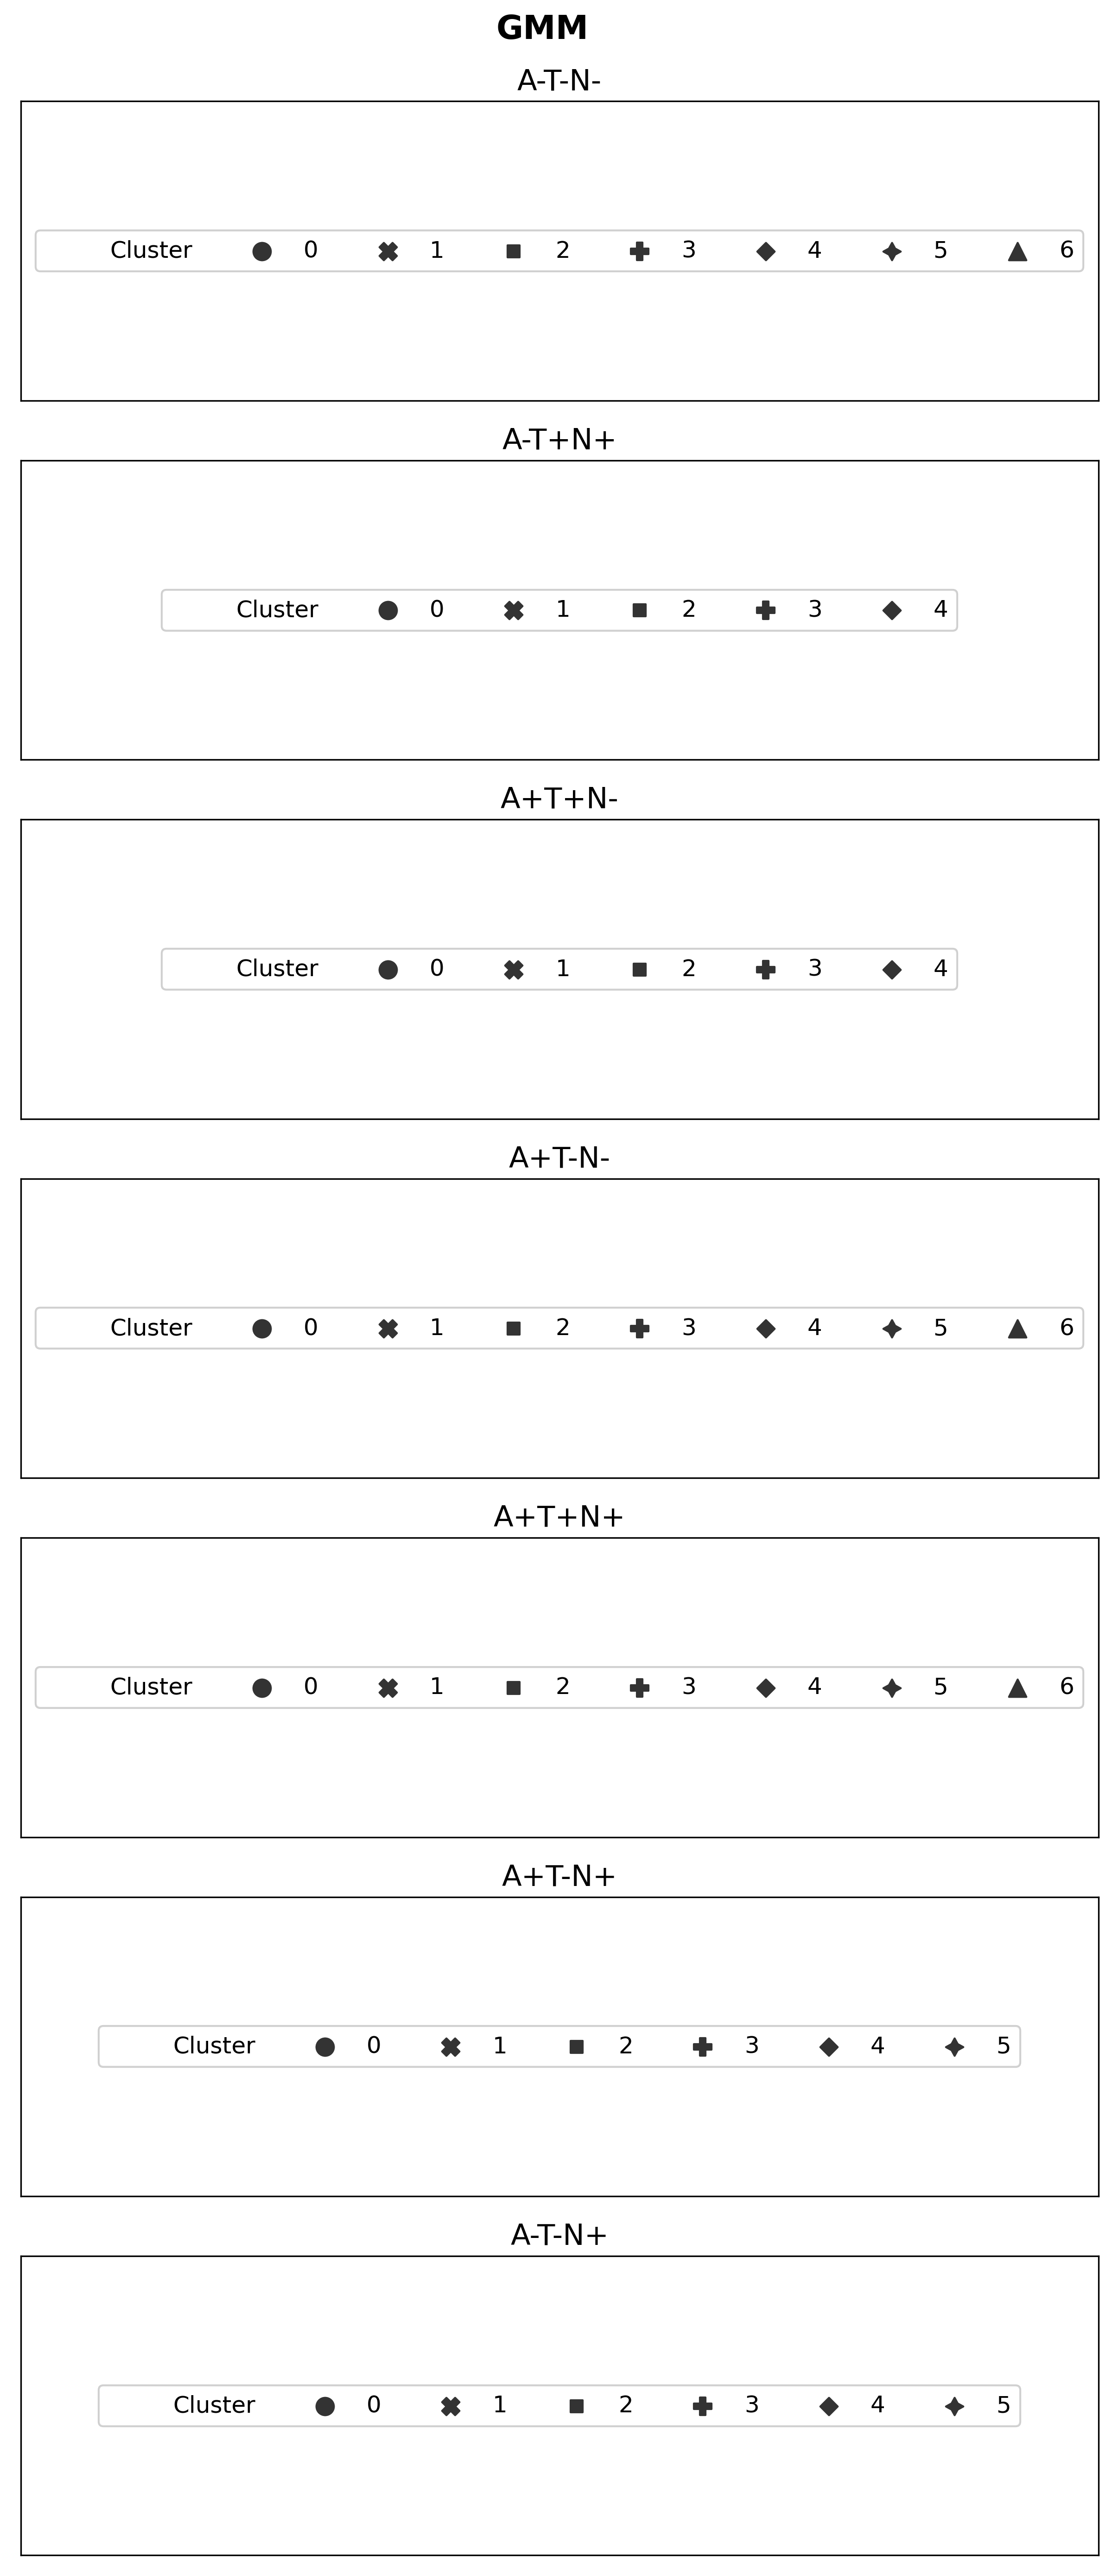 GMM
A-T-N-
Cluster 0 1 2 3 4 5 6
A-T+N+
Cluster 0 1 2 3 4
A+T+N-
Cluster 0 1 2 3 4
A+T-N-
Cluster 0 1 2 3 4 5 6
A+T+N+
Cluster 0 1 2 3 4 5 6
A+T-N+
Cluster 0 1 2 3 4 5
A-T-N+
Cluster 0 1 2 3 4 5